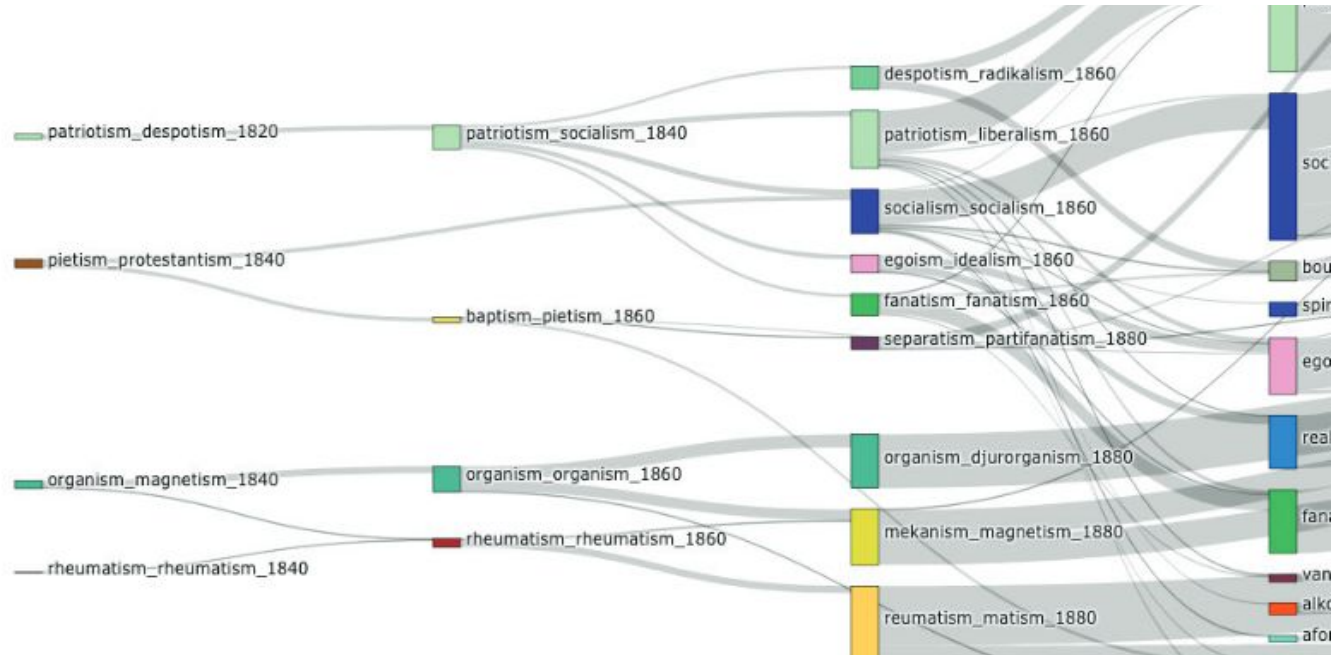 patriotism_despotism_1820
pietism_protestantism_1840
organism_magnetism_1840
rheumatism_rheumatism_1840
patriotism_socialism_1840
baptism_pietism_1860
organism_organism_1860
rheumatism_rheumatism_1860
despotism_radikalism_1860
patriotism_liberalism_1860
socialism_socialism_1860
egoism_idealism_1860
fanatism_fanatism_1860
separatism_partifanatism_1880
organism_djurorganism_1880
mekanism_magnetism_1880
reumatism_matism_1880
soc
bou
spir
ego
real
fana
van
alko
afor